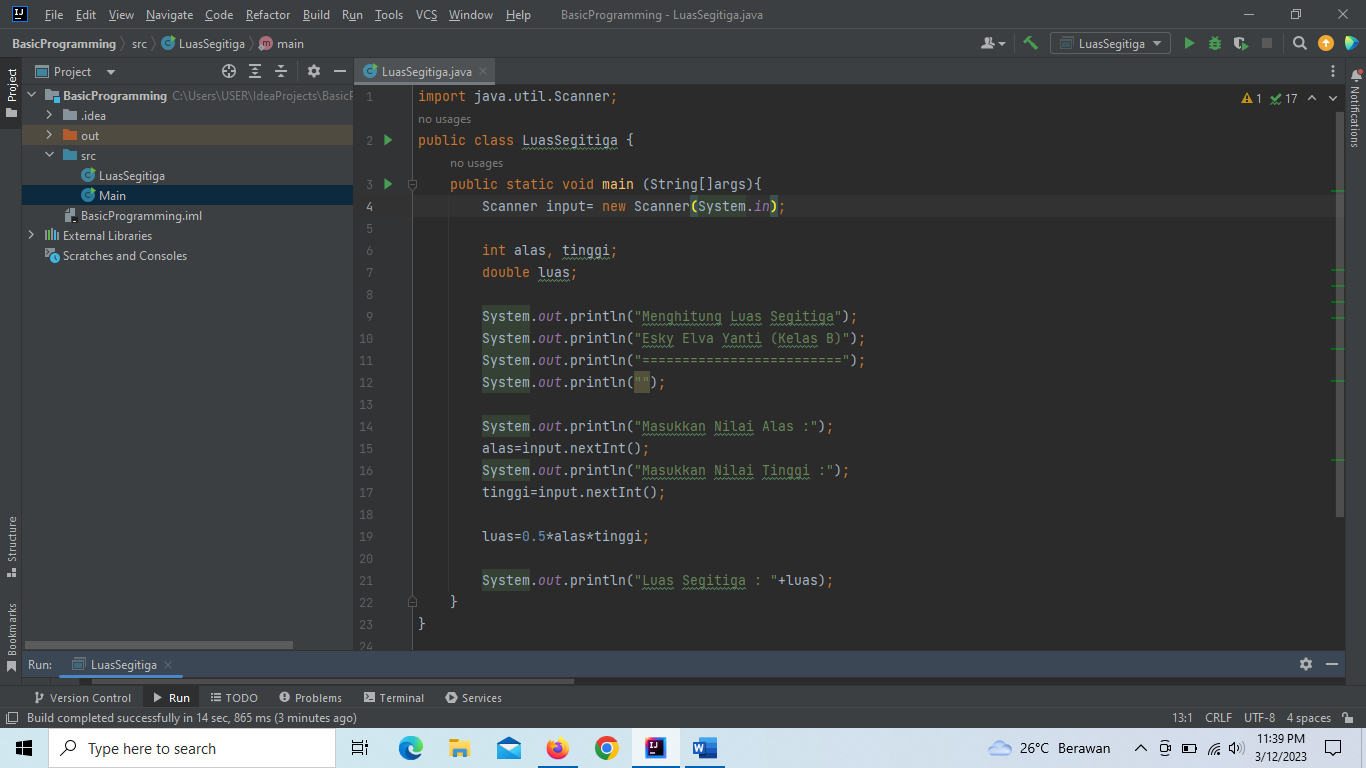 File Edit View Navigate Code Refactor Build Run Tools VCS Window Help BasicProgramming - LuasSegitiga.java
BasicProgramming src LuasSegitiga main LuasSegitiga
Project
Project
LuasSegitiga.java
BasicProgramming C:\Users\USER\IdeaProjects\BasicP
.idea
out
src
LuasSegitiga
Main
BasicProgramming.iml
External Libraries
Scratches and Consoles
1 import java.util.Scanner;
no usages
2 public class LuasSegitiga {
no usages
3 public static void main (String[]args){
4 Scanner input= new Scanner(System.in);
5
6 int alas, tinggi;
7 double luas;
8
9 System.out.println("Menghitung Luas Segitiga");
10 System.out.println("Esky Elva Yanti (Kelas B)");
11 System.out.println("=========================");
12 System.out.println("");
13
14 System.out.println("Masukkan Nilai Alas :");
15 alas=input.nextInt();
16 System.out.println("Masukkan Nilai Tinggi :");
17 tinggi=input.nextInt();
18
19 luas=0.5*alas*tinggi;
20
21 System.out.println("Luas Segitiga : "+luas);
22 }
23 }
24
1 17
Notifications
Structure
Bookmarks
Run: LuasSegitiga
Version Control Run TODO Problems Terminal Services
Build completed successfully in 14 sec, 865 ms (3 minutes ago) 13:1 CRLF UTF-8 4 spaces
Type here to search 26°C Berawan 11:39 PM
3/12/2023